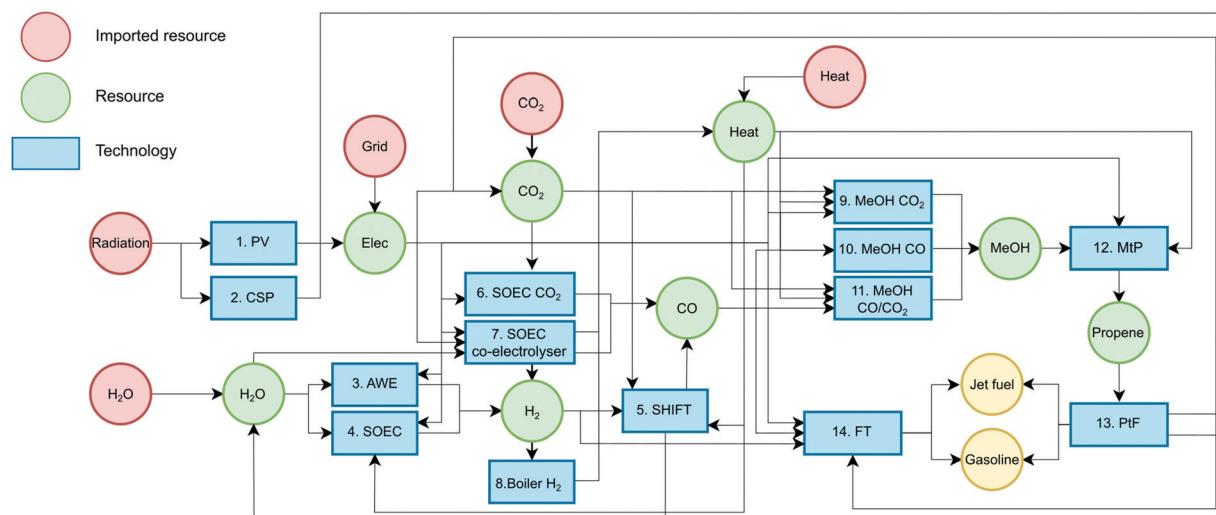 Imported resource
Resource
Technology
Heat
CO₂
Heat
Grid
CO₂
Radiation
1. PV
Elec
2. CSP
9. MeOH CO₂
10. MeOH CO
11. MeOH
CO/CO₂
MeOH
12. MtP
6. SOEC CO₂
7. SOEC
co-electrolyser
CO
Propene
H₂O
H₂O
3. AWE
4. SOEC
H₂
5. SHIFT
8.Boiler H₂
14. FT
Jet fuel
Gasoline
13. PtF